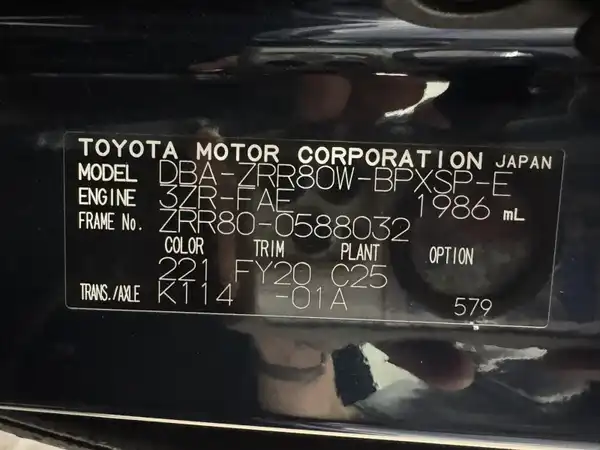 TOYOTA MOTOR CORPORATION JAPAN
MODEL DBA-ZRR80W-BPXSP-E
ENGINE 3ZR-FAE 1986 mL
FRAME No. ZRR80-0588032
COLOR TRIM PLANT OPTION
221 FY20 C25
TRANS./AXLE K114 -01A 579